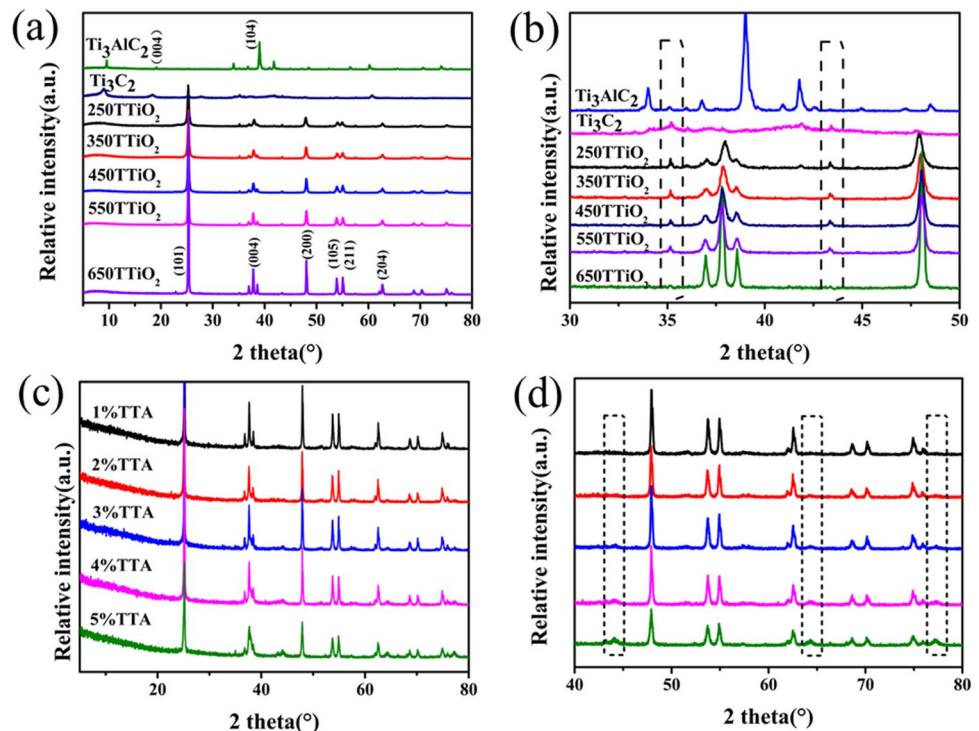 (a)
Relative intensity(a.u.)
Ti3AlC2
(004)
(104)
Ti3C2
250TTiO2
350TTiO2
450TTiO2
550TTiO2
650TTiO2
(101)
(004)
(200)
(105)
(211)
(204)
10 20 30 40 50 60 70 80
2 theta(°)
(b)
Relative intensity(a.u.)
Ti3AlC2
Ti3C2
250TTiO2
350TTiO2
450TTiO2
550TTiO2
650TTiO2
30 35 40 45 50
2 theta(°)
(c)
Relative intensity(a.u.)
1%TTA
2%TTA
3%TTA
4%TTA
5%TTA
20 40 60 80
2 theta(°)
(d)
Relative intensity(a.u.)
40 50 60 70 80
2 theta(°)